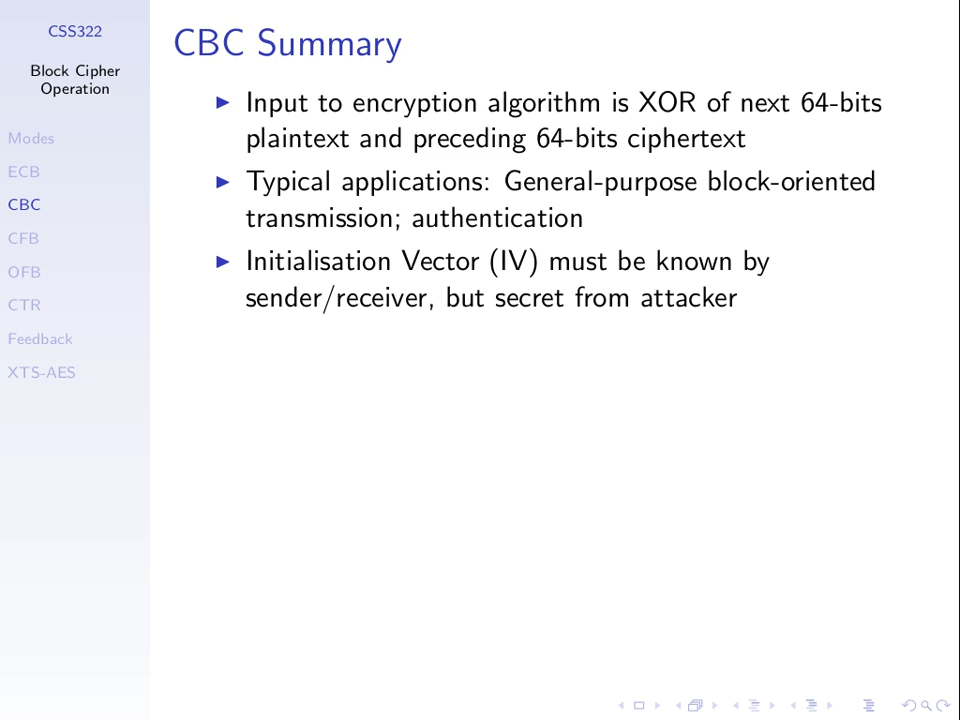 CSS322
Block Cipher
Operation
Modes
ECB
CBC
CFB
OFB
CTR
Feedback
XTS-AES
CBC Summary
Input to encryption algorithm is XOR of next 64-bits
plaintext and preceding 64-bits ciphertext
Typical applications: General-purpose block-oriented
transmission; authentication
Initialisation Vector (IV) must be known by
sender/receiver, but secret from attacker